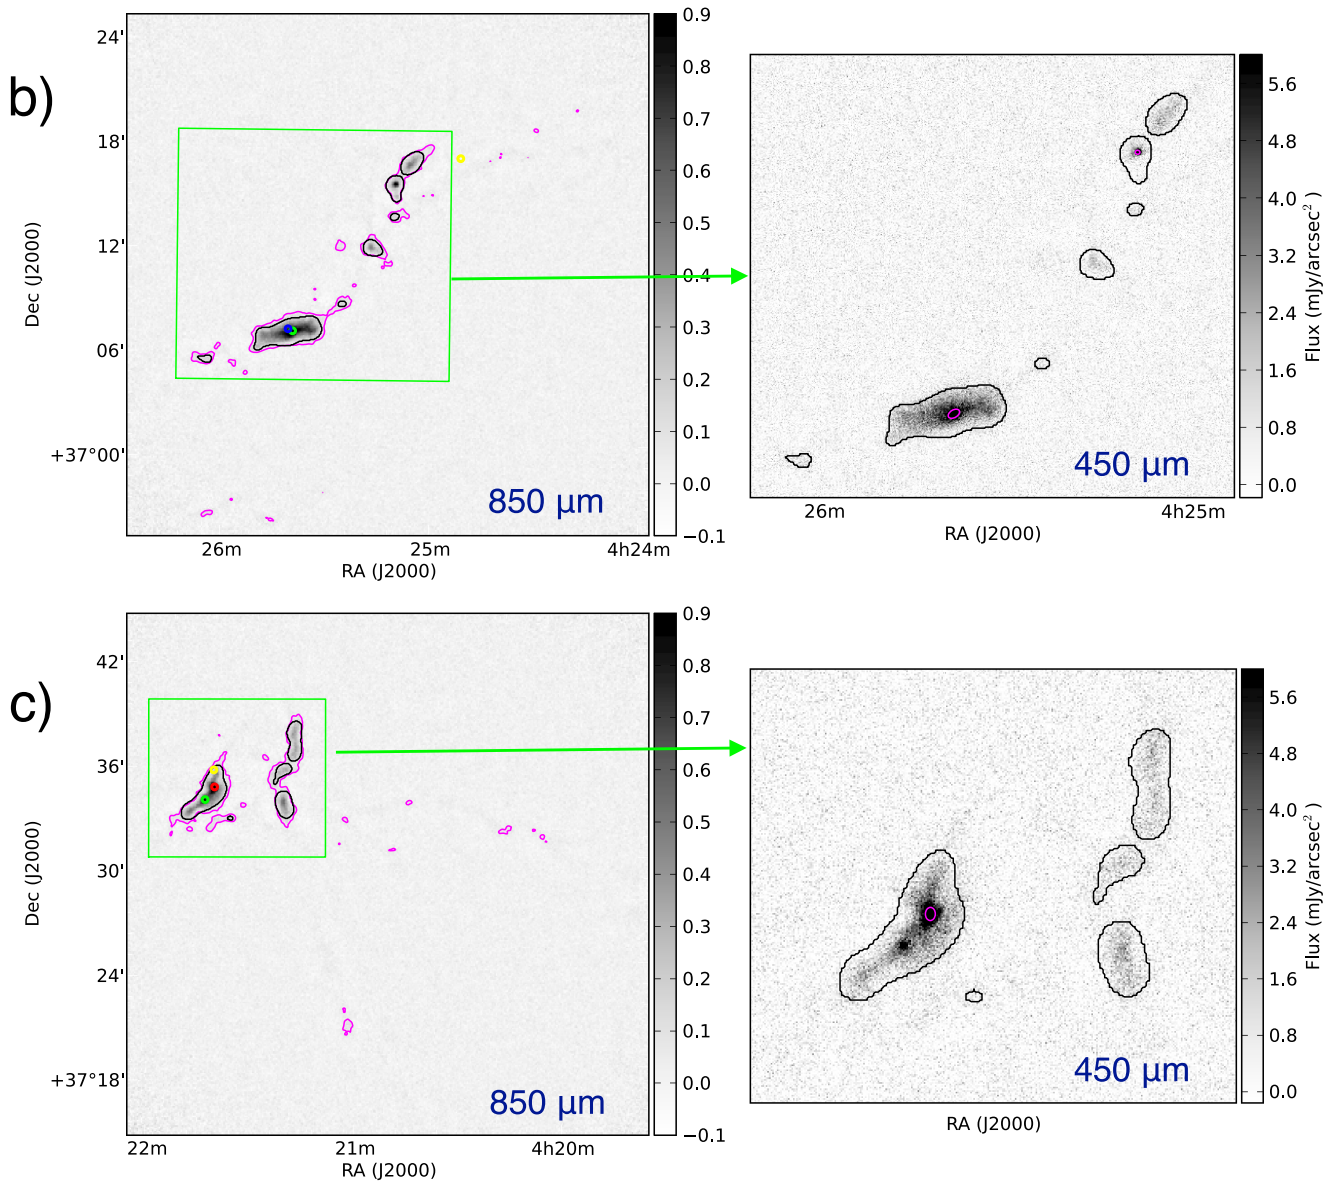 b)
24'
18'
12'
06'
+37°00'
Dec (J2000)
26m
25m
4h24m
RA (J2000)
850 μm
0.9
0.8
0.7
0.6
0.5
0.4
0.3
0.2
0.1
0.0
−0.1
450 μm
26m
4h25m
RA (J2000)
5.6
4.8
4.0
3.2
2.4
1.6
0.8
0.0
Flux (mJy/arcsec²)
c)
42'
36'
30'
24'
+37°18'
Dec (J2000)
22m
21m
4h20m
RA (J2000)
850 μm
0.9
0.8
0.7
0.6
0.5
0.4
0.3
0.2
0.1
0.0
−0.1
450 μm
RA (J2000)
5.6
4.8
4.0
3.2
2.4
1.6
0.8
0.0
Flux (mJy/arcsec²)